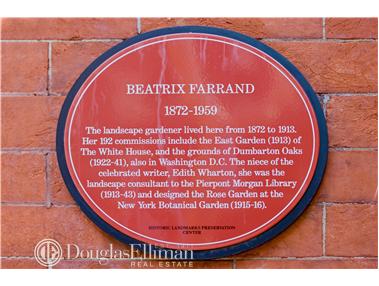 BEATRIX FARRAND
1872-1959
The landscape gardener lived here from 1872 to 1913.
Her 192 commissions include the East Garden (1913) of
The White House, and the grounds of Dumbarton Oaks
(1922-41), also in Washington D.C. The niece of the
celebrated writer, Edith Wharton, she was the
landscape consultant to the Pierpont Morgan Library
(1913-43) and designed the Rose Garden at the
New York Botanical Garden (1915-16).
HISTORIC LANDMARKS PRESERVATION
CENTER
DE DouglasElliman
REAL ESTATE